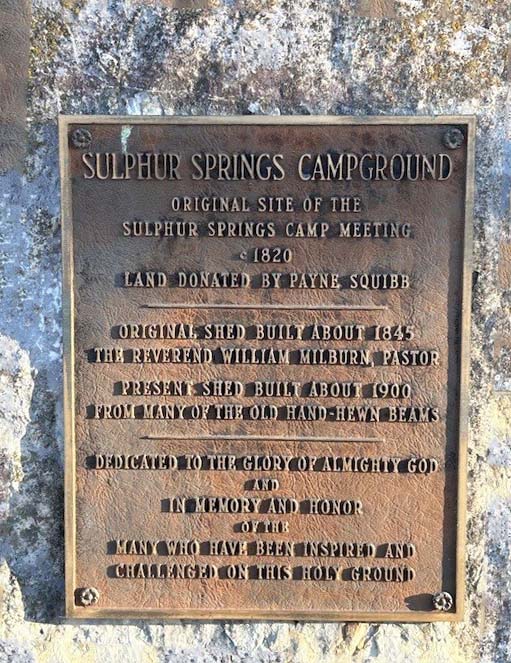 SULPHUR SPRINGS CAMPGROUND
ORIGINAL SITE OF THE
SULPHUR SPRINGS CAMP MEETING
c 1820
LAND DONATED BY PAYNE SQUIBB
ORIGINAL SHED BUILT ABOUT 1845
THE REVEREND WILLIAM MILBURN, PASTOR
PRESENT SHED BUILT ABOUT 1900
FROM MANY OF THE OLD HAND-HEWN BEAMS
DEDICATED TO THE GLORY OF ALMIGHTY GOD
AND
IN MEMORY AND HONOR
OF THE
MANY WHO HAVE BEEN INSPIRED AND
CHALLENGED ON THIS HOLY GROUND